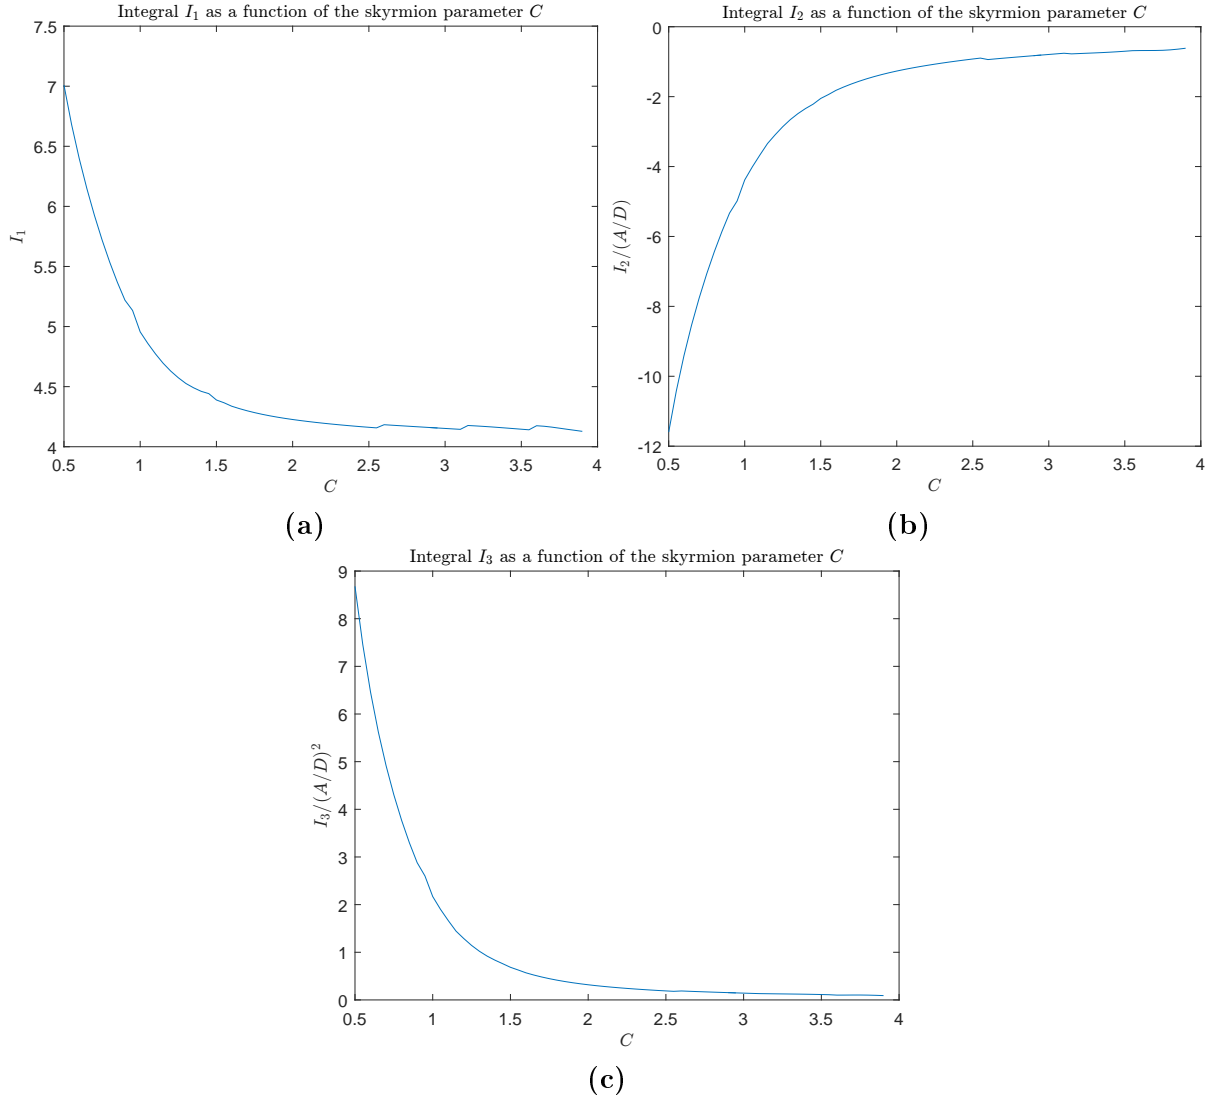 Integral I₁ as a function of the skyrmion parameter C
7.5
7
6.5
6
5.5
5
4.5
4
I₁
0.5 1 1.5 2 2.5 3 3.5 4
C
(a)
Integral I₂ as a function of the skyrmion parameter C
0
-2
-4
-6
-8
-10
-12
I₂/(A/D)
0.5 1 1.5 2 2.5 3 3.5 4
C
(b)
Integral I₃ as a function of the skyrmion parameter C
9
8
7
6
5
4
3
2
1
0
I₃/(A/D)²
0.5 1 1.5 2 2.5 3 3.5 4
C
(c)